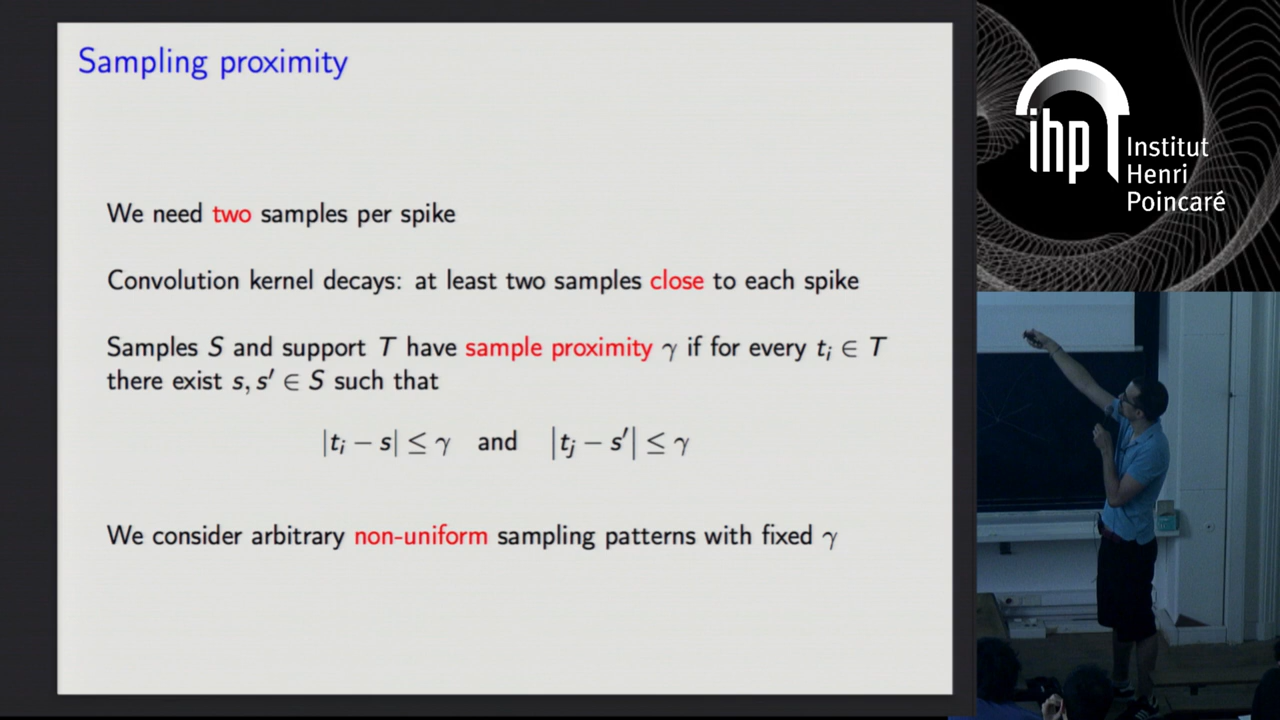 Sampling proximity
We need two samples per spike
Convolution kernel decays: at least two samples close to each spike
Samples S and support T have sample proximity γ if for every tᵢ ∈ T
there exist s, s′ ∈ S such that
|tᵢ − s| ≤ γ and |tⱼ − s′| ≤ γ
We consider arbitrary non-uniform sampling patterns with fixed γ
ihp
Institut
Henri
Poincaré